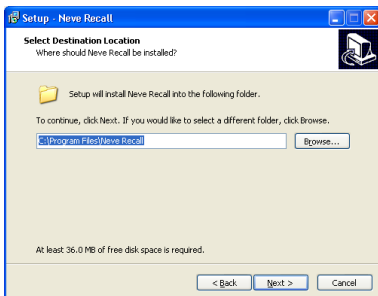 Setup - Neve Recall
Select Destination Location
Where should Neve Recall be installed?
Setup will install Neve Recall into the following folder.
To continue, click Next. If you would like to select a different folder, click Browse.
C:\Program Files\Neve Recall
Browse...
At least 36.0 MB of free disk space is required.
< Back
Next >
Cancel